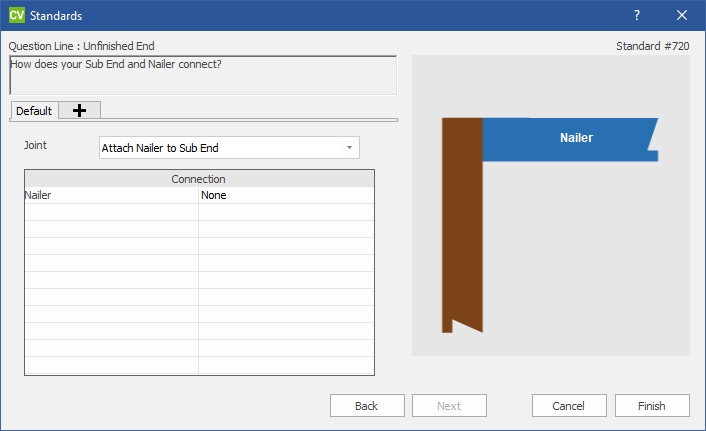 CV Standards
?
Question Line : Unfinished End
Standard #720
How does your Sub End and Nailer connect?
Default
Joint
Attach Nailer to Sub End
Connection
Nailer None
Nailer
Back
Next
Cancel
Finish